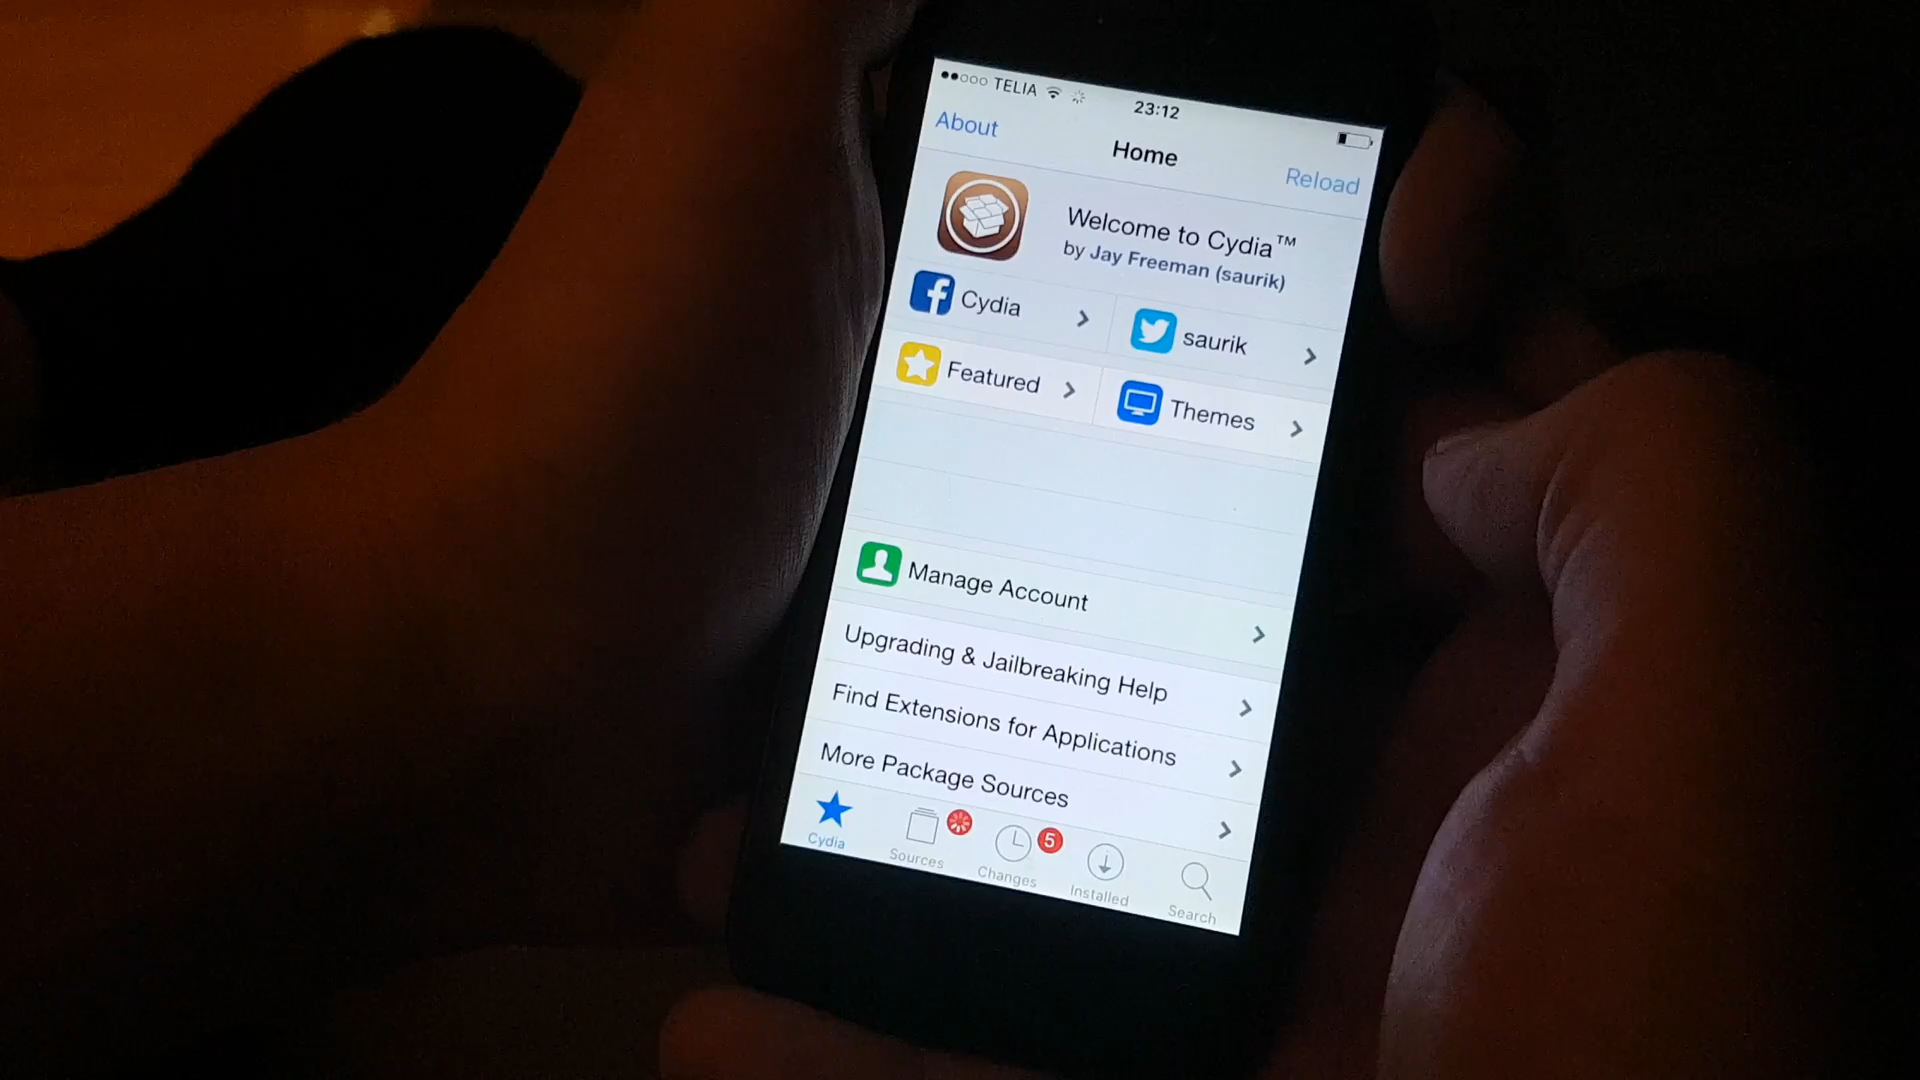 TELIA
23:12
About
Home
Reload
Welcome to Cydia™
by Jay Freeman (saurik)
Cydia
saurik
Featured
Themes
Manage Account
Upgrading & Jailbreaking Help
Find Extensions for Applications
More Package Sources
Cydia
Sources
5
Changes
Installed
Search